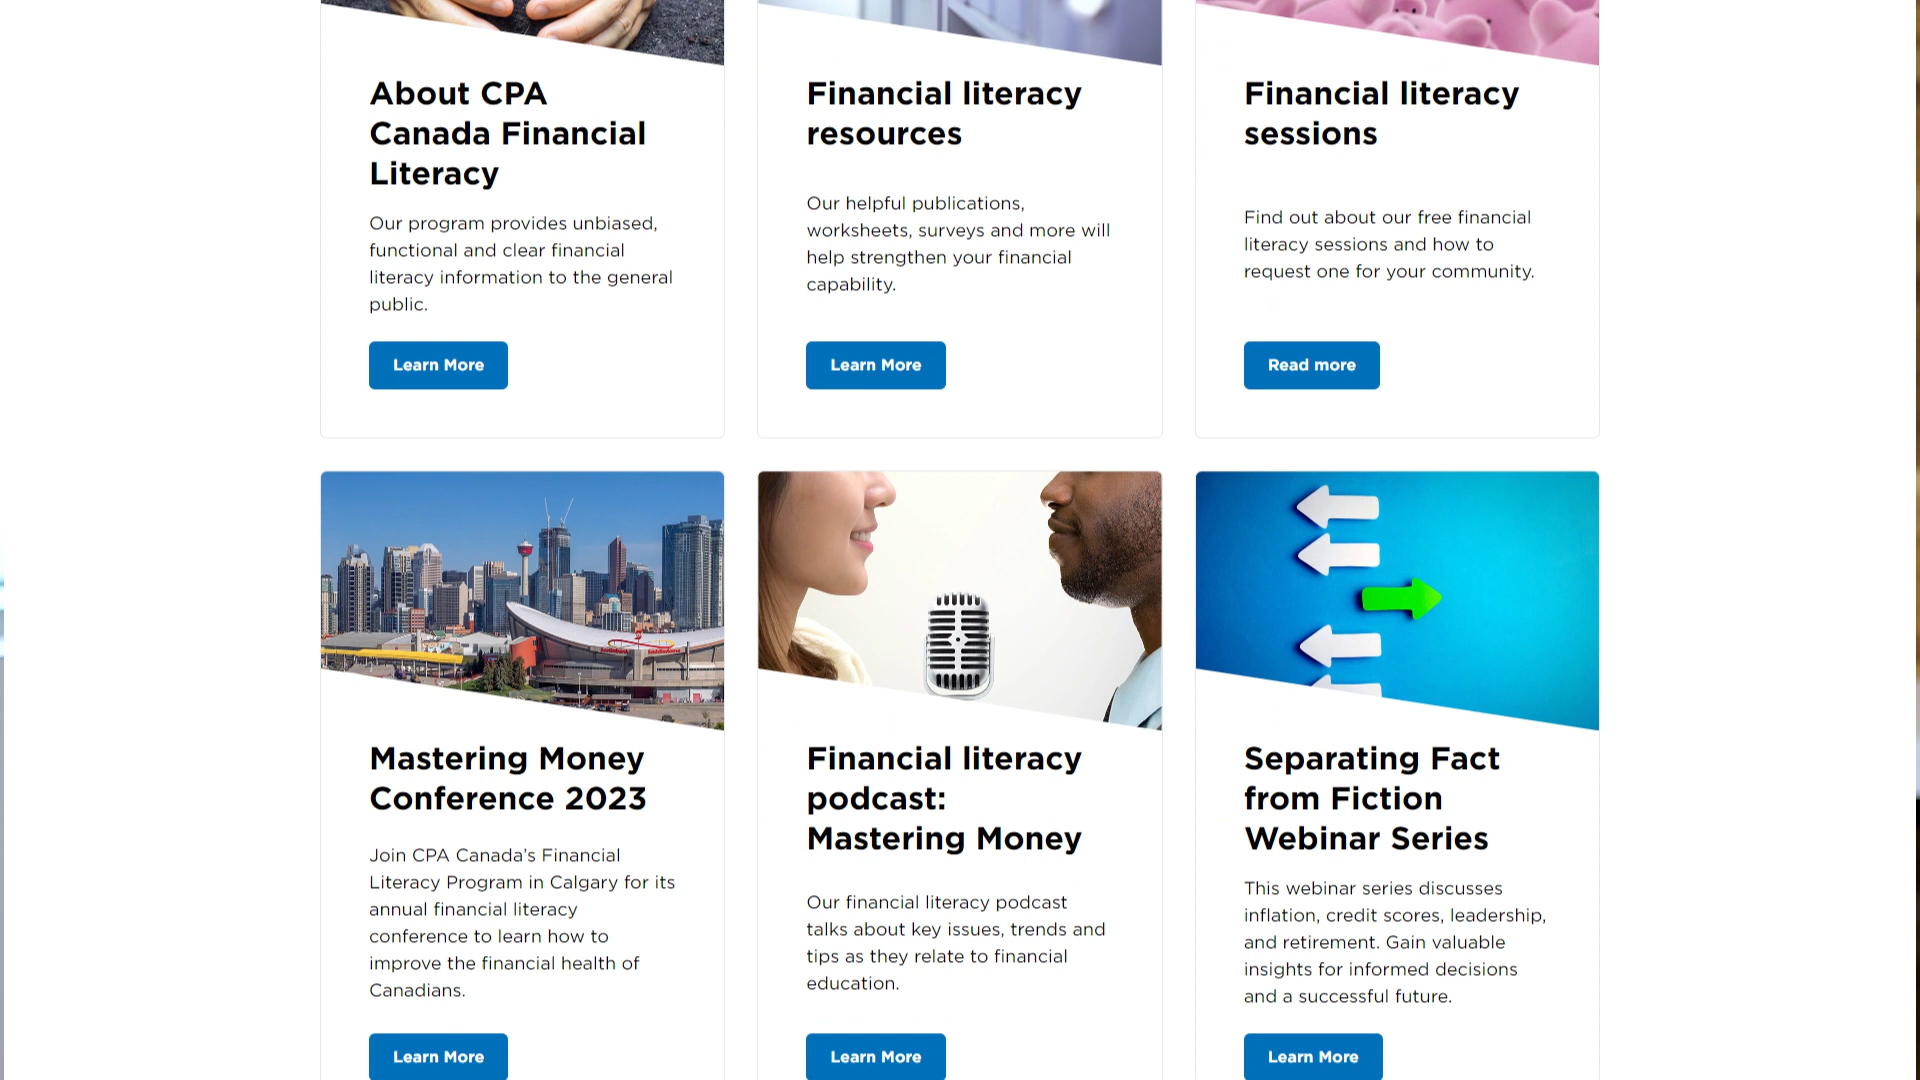 About CPA
Canada Financial
Literacy
Our program provides unbiased,
functional and clear financial
literacy information to the general
public.
Learn More
Financial literacy
resources
Our helpful publications,
worksheets, surveys and more will
help strengthen your financial
capability.
Learn More
Financial literacy
sessions
Find out about our free financial
literacy sessions and how to
request one for your community.
Read more
Mastering Money
Conference 2023
Join CPA Canada’s Financial
Literacy Program in Calgary for its
annual financial literacy
conference to learn how to
improve the financial health of
Canadians.
Learn More
Financial literacy
podcast:
Mastering Money
Our financial literacy podcast
talks about key issues, trends and
tips as they relate to financial
education.
Learn More
Separating Fact
from Fiction
Webinar Series
This webinar series discusses
inflation, credit scores, leadership,
and retirement. Gain valuable
insights for informed decisions
and a successful future.
Learn More